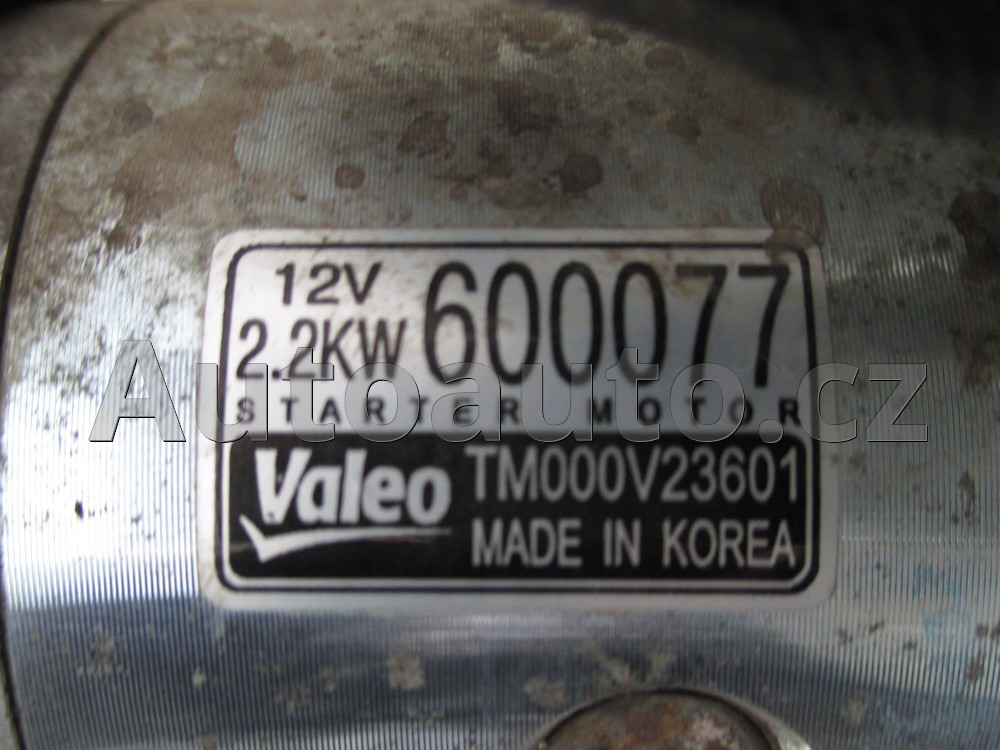 12V
2.2KW 600077
STARTER MOTOR
Valeo TM000V23601
MADE IN KOREA
Autoauto.cz